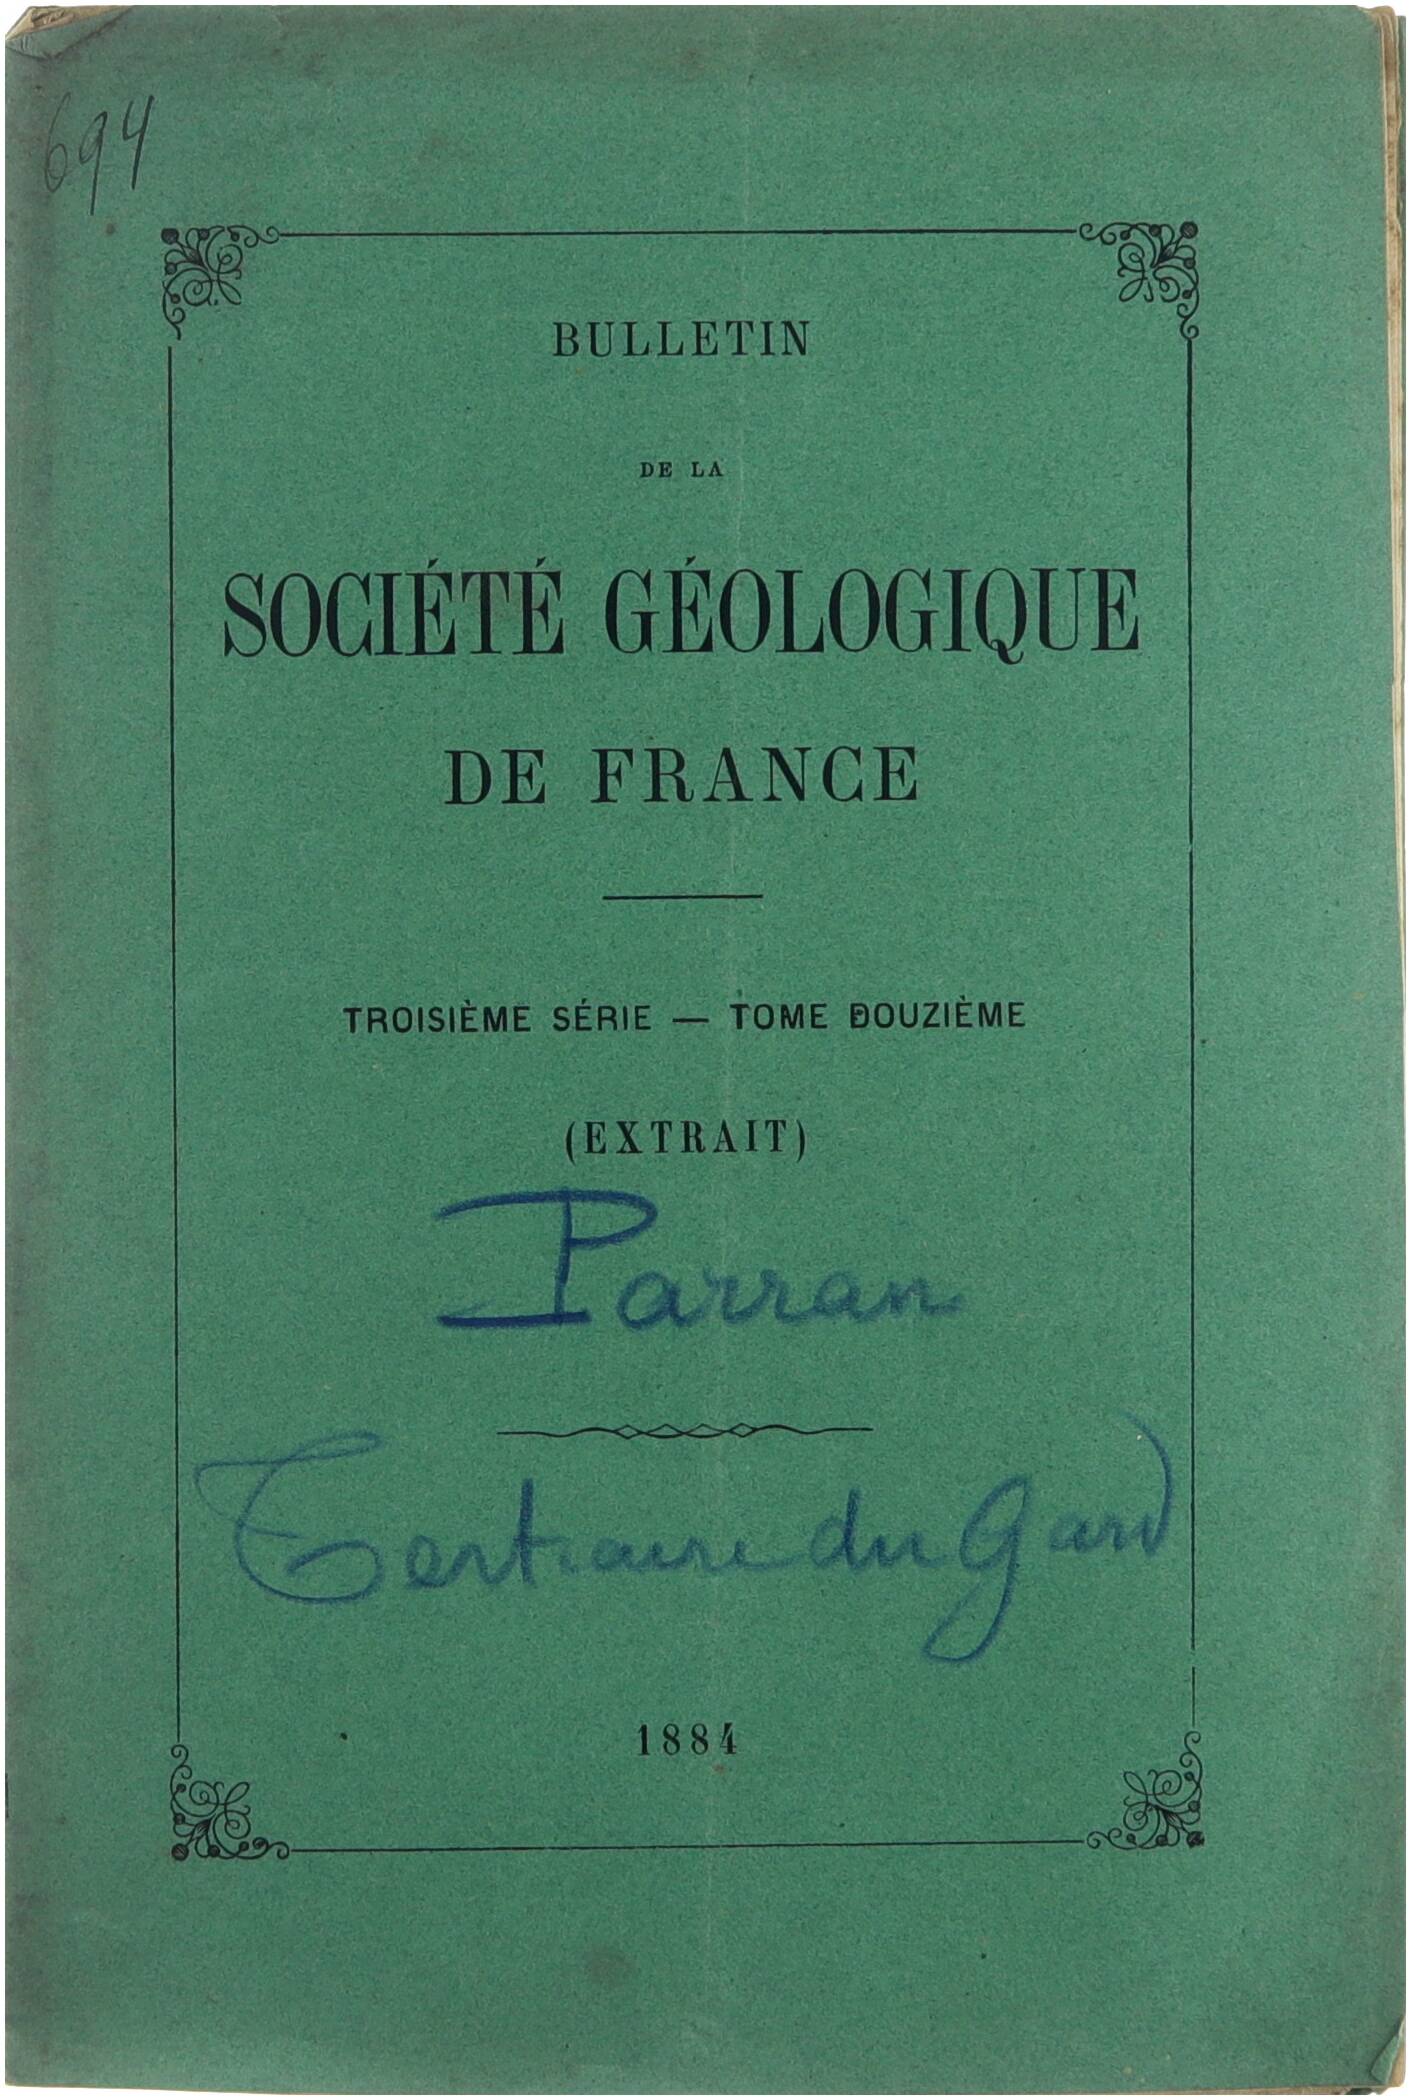 694
BULLETIN
DE LA
SOCIÉTÉ GÉOLOGIQUE
DE FRANCE
TROISIÈME SÉRIE — TOME DOUZIÈME
(EXTRAIT)
Parran
Tertiaire du Gard
1884